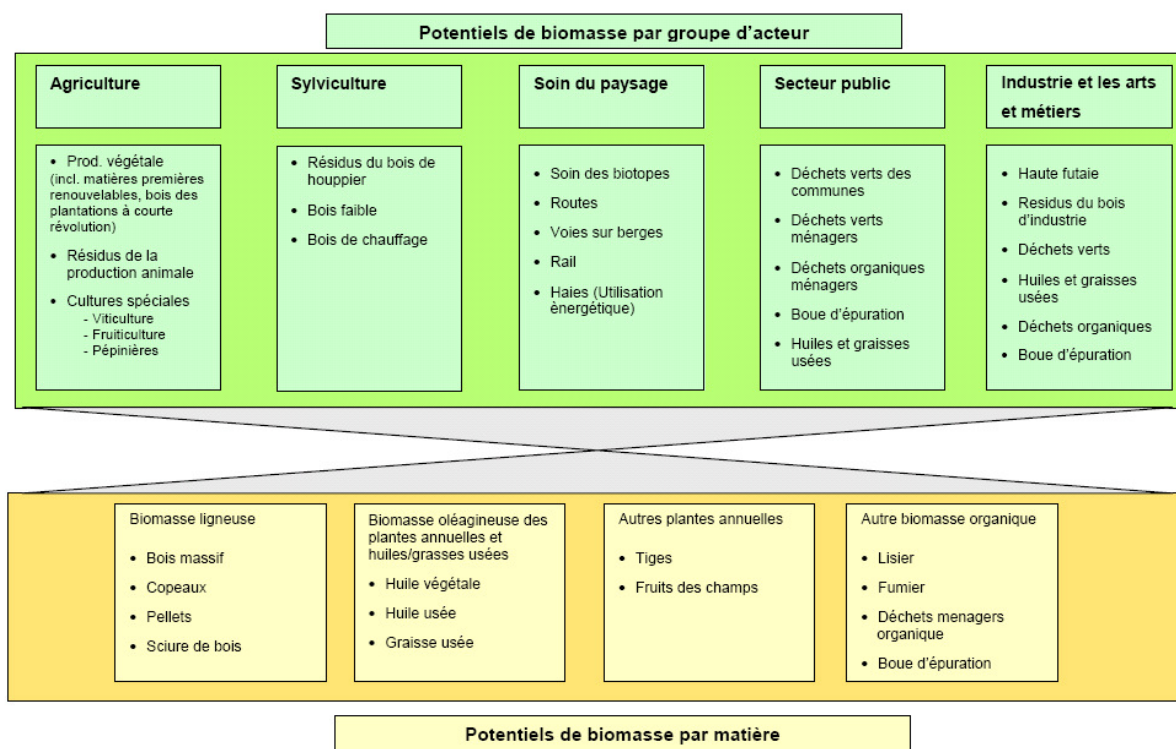 Potentiels de biomasse par groupe d'acteur
Agriculture
Sylviculture
Soin du paysage
Secteur public
Industrie et les arts
et métiers
• Prod. végétale
(incl. matières premières
renouvelables, bois des
plantations à courte
révolution)
• Résidus de la
production animale
• Cultures spéciales
- Viticulture
- Fruiticulture
- Pépinières
• Résidus du bois de
houppier
• Bois faible
• Bois de chauffage
• Soin des biotopes
• Routes
• Voies sur berges
• Rail
• Haies (Utilisation
ènergétique)
• Déchets verts des
communes
• Déchets verts
ménagers
• Déchets organiques
ménagers
• Boue d'épuration
• Huiles et graisses
usées
• Haute futaie
• Residus du bois
d'industrie
• Déchets verts
• Huiles et graisses
usées
• Déchets organiques
• Boue d'épuration
Biomasse ligneuse
• Bois massif
• Copeaux
• Pellets
• Sciure de bois
Biomasse oléagineuse des
plantes annuelles et
huiles/grasses usées
• Huile végétale
• Huile usée
• Graisse usée
Autres plantes annuelles
• Tiges
• Fruits des champs
Autre biomasse organique
• Lisier
• Fumier
• Déchets menagers
organique
• Boue d'épuration
Potentiels de biomasse par matière